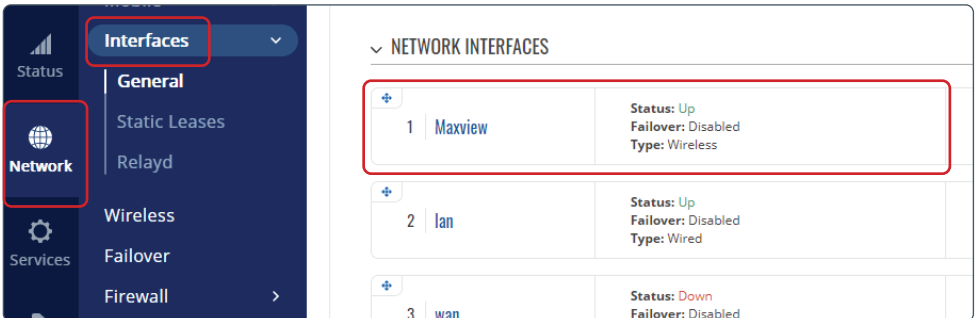 Status
Network
Services
Interfaces
General
Static Leases
Relayd
Wireless
Failover
Firewall
NETWORK INTERFACES
1 Maxview
Status: Up
Failover: Disabled
Type: Wireless
2 lan
Status: Up
Failover: Disabled
Type: Wired
3 wan
Status: Down
Failover: Disabled